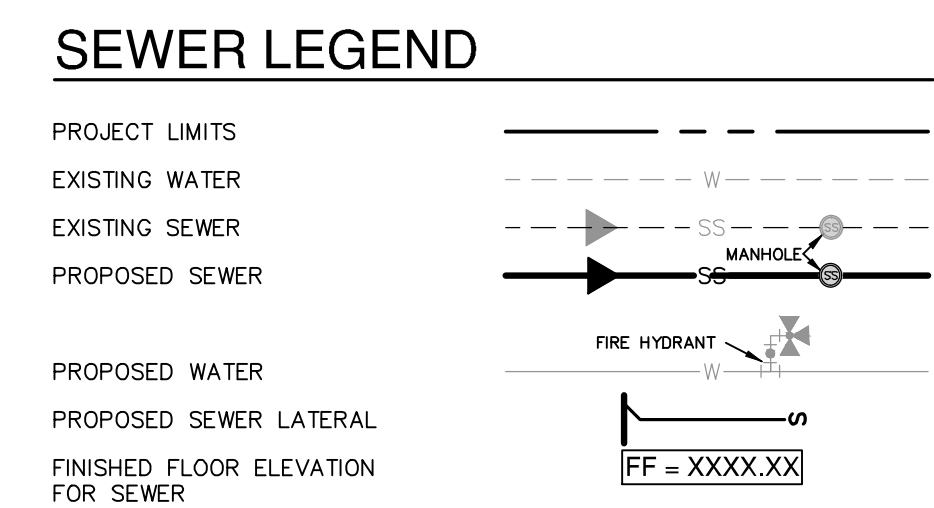 SEWER LEGEND
PROJECT LIMITS
EXISTING WATER
W
EXISTING SEWER
SS
SS
MANHOLE
PROPOSED SEWER
SS
SS
FIRE HYDRANT
PROPOSED WATER
W
PROPOSED SEWER LATERAL
S
FINISHED FLOOR ELEVATION
FOR SEWER
FF = XXXX.XX